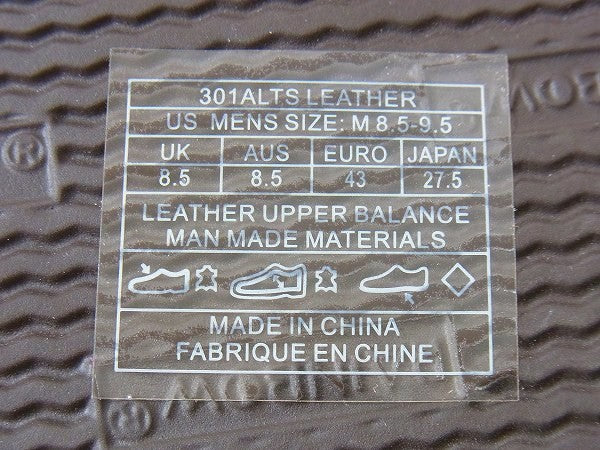 301ALTS LEATHER
US MENS SIZE: M 8.5-9.5
UK AUS EURO JAPAN
8.5 8.5 43 27.5
LEATHER UPPER BALANCE
MAN MADE MATERIALS
MADE IN CHINA
FABRIQUE EN CHINE
®
®